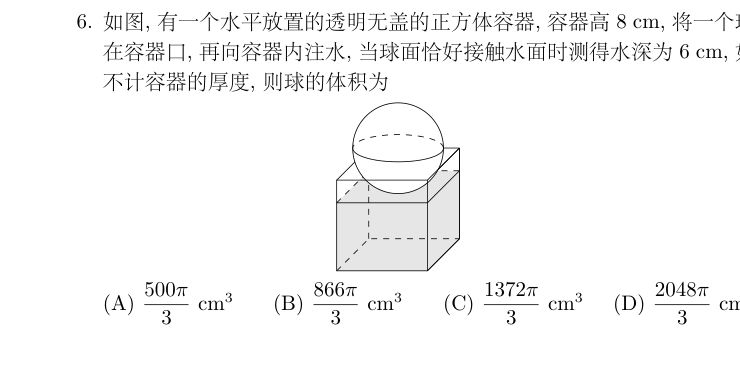 6. 如图, 有一个水平放置的透明无盖的正方体容器, 容器高 8 cm, 将一个
在容器口, 再向容器内注水, 当球面恰好接触水面时测得水深为 6 cm,
不计容器的厚度, 则球的体积为
(A) 500π/3 cm³ (B) 866π/3 cm³ (C) 1372π/3 cm³ (D) 2048π/3